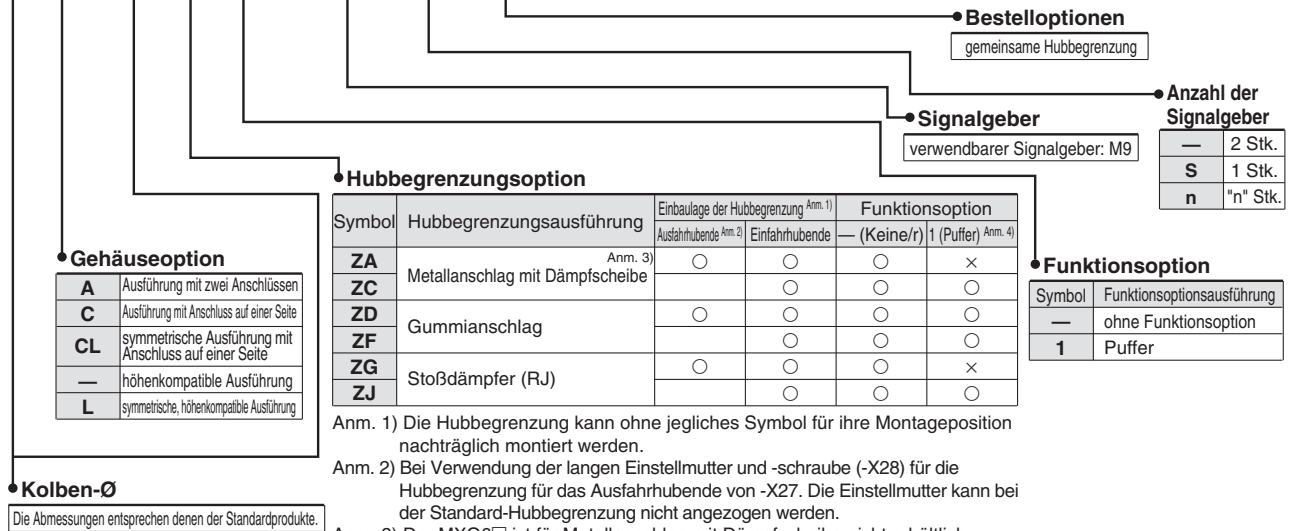 Bestelloptionen
gemeinsame Hubbegrenzung
Anzahl der
Signalgeber
— 2 Stk.
S 1 Stk.
n "n" Stk.
Signalgeber
verwendbarer Signalgeber: M9
Hubbegrenzungsoption
Symbol Hubbegrenzungsausführung Einbaulage der Hubbegrenzung Anm. 1) Funktionsoption
Ausfahrhubende Anm. 2) Einfahrhubende — (Keine/r) 1 (Puffer) Anm. 4)
ZA Metallanschlag mit Dämpfscheibe Anm. 3) ○ ○ ○ ×
ZC ○ ○ ○
ZD Gummianschlag ○ ○ ○ ○
ZF ○ ○ ○
ZG Stoßdämpfer (RJ) ○ ○ ○ ×
ZJ ○ ○ ○
Anm. 1) Die Hubbegrenzung kann ohne jegliches Symbol für ihre Montageposition
nachträglich montiert werden.
Anm. 2) Bei Verwendung der langen Einstellmutter und -schraube (-X28) für die
Hubbegrenzung für das Ausfahrhubende von -X27. Die Einstellmutter kann bei
der Standard-Hubbegrenzung nicht angezogen werden.
Funktionsoption
Symbol Funktionsoptionsausführung
— ohne Funktionsoption
1 Puffer
Gehäuseoption
A Ausführung mit zwei Anschlüssen
C Ausführung mit Anschluss auf einer Seite
CL symmetrische Ausführung mit
Anschluss auf einer Seite
— höhenkompatible Ausführung
L symmetrische, höhenkompatible Ausführung
Kolben-Ø
Die Abmessungen entsprechen denen der Standardprodukte.